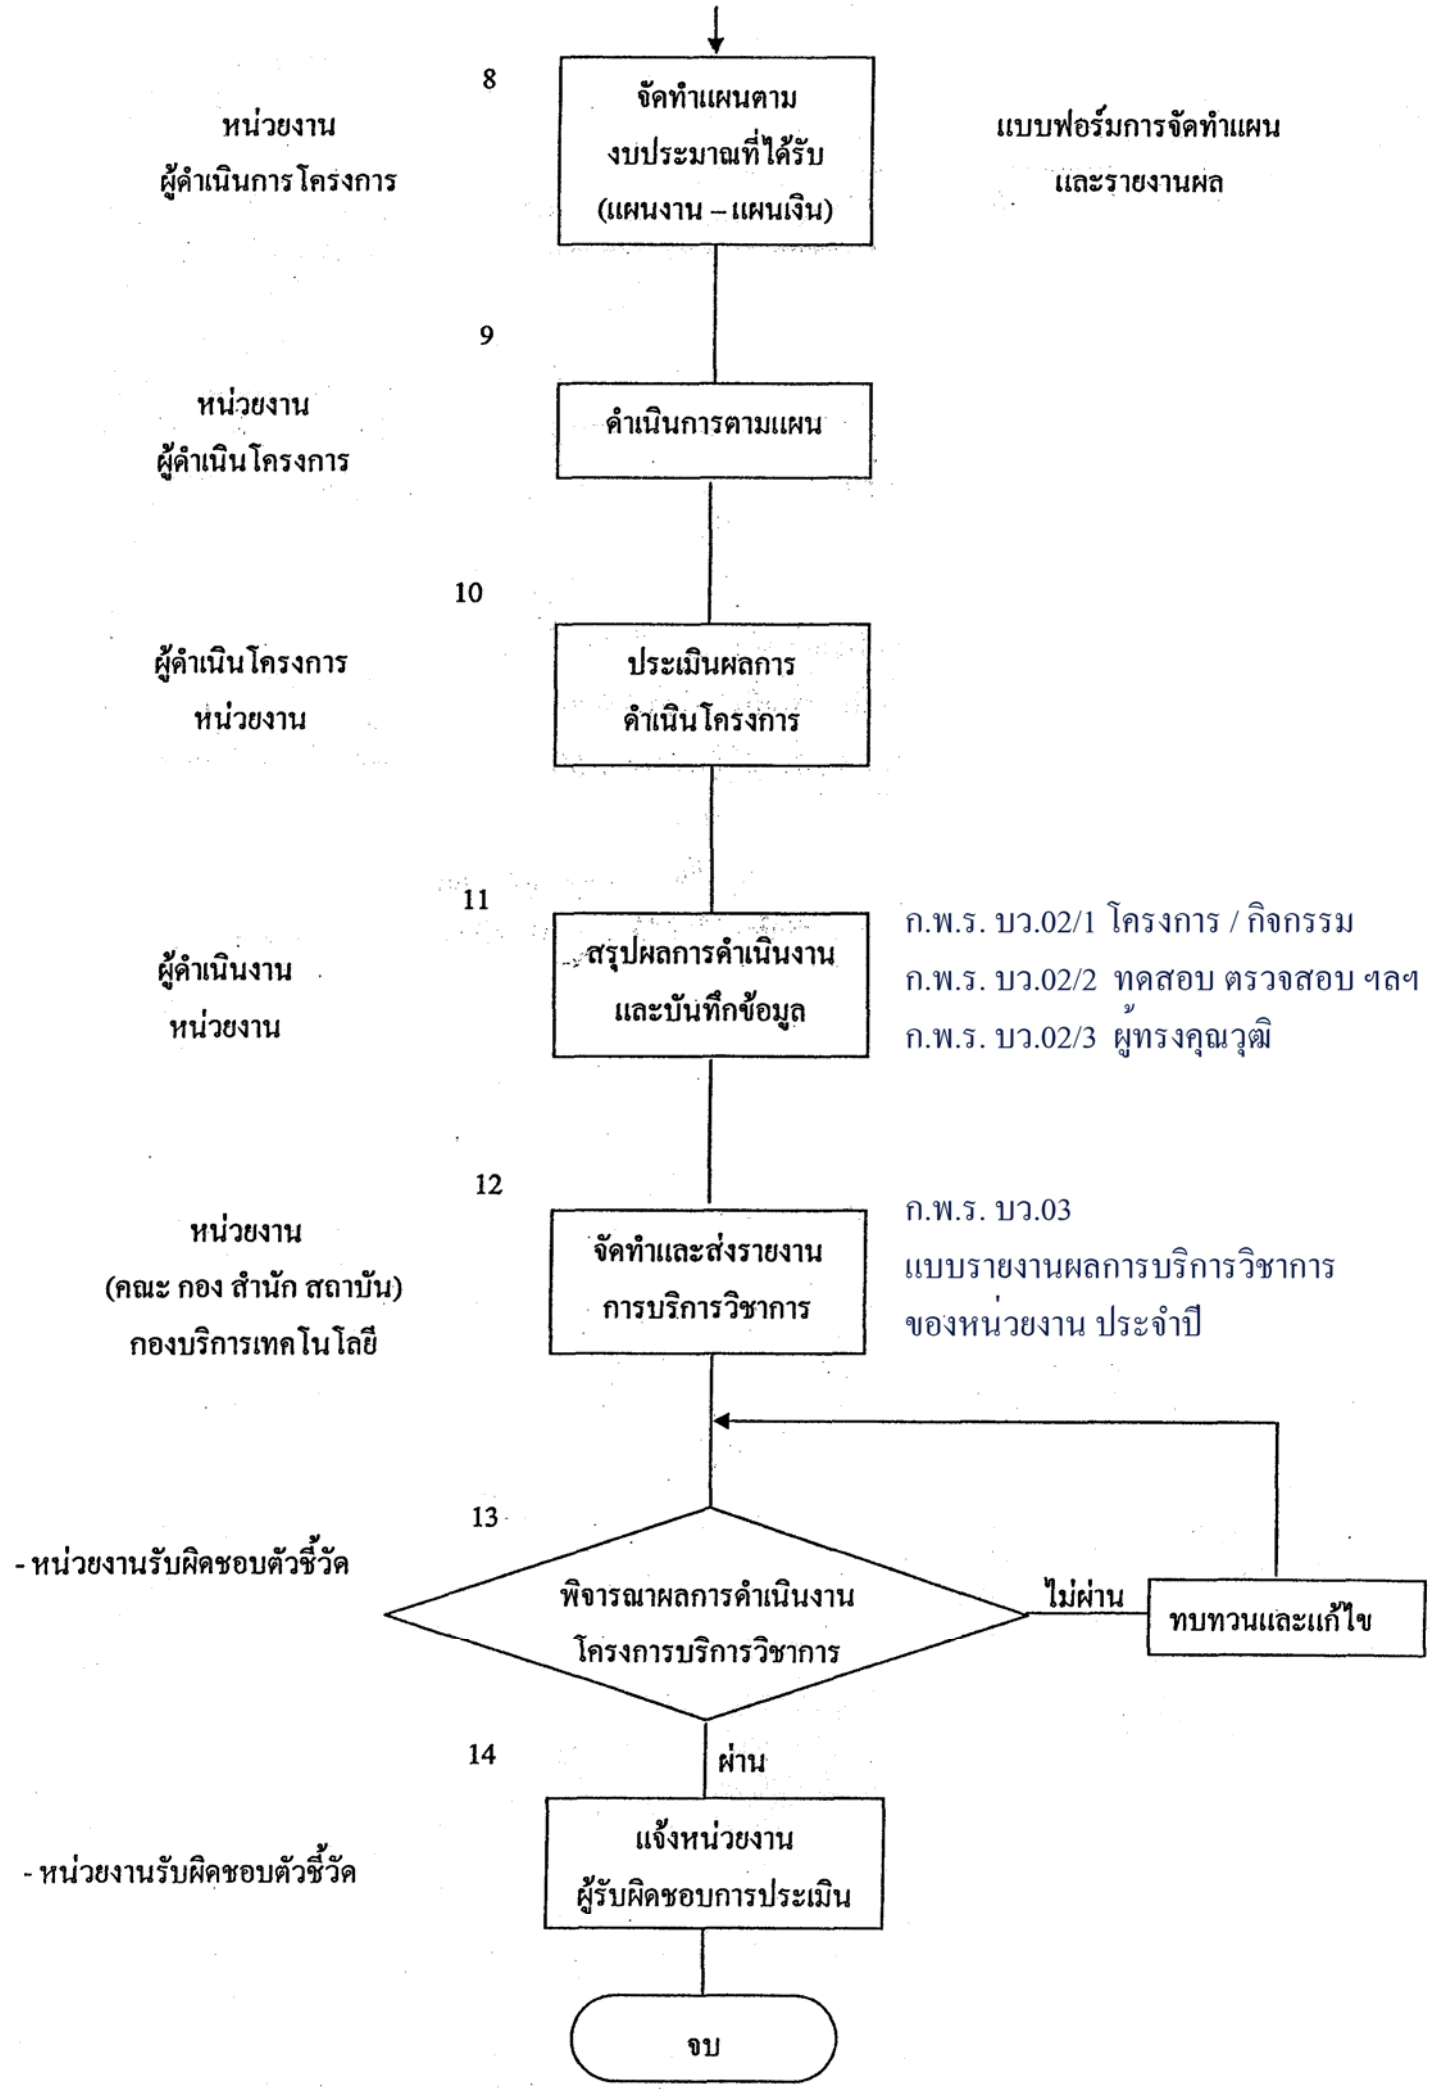 8
หน่วยงาน
ผู้ดำเนินการโครงการ
จัดทำแผนตาม
งบประมาณที่ได้รับ
(แผนงาน – แผนเงิน)
แบบฟอร์มการจัดทำแผน
และรายงานผล
9
หน่วยงาน
ผู้ดำเนินโครงการ
ดำเนินการตามแผน
10
ผู้ดำเนินโครงการ
หน่วยงาน
ประเมินผลการ
ดำเนินโครงการ
11
ผู้ดำเนินงาน
หน่วยงาน
สรุปผลการดำเนินงาน
และบันทึกข้อมูล
ก.พ.ร. บว.02/1 โครงการ / กิจกรรม
ก.พ.ร. บว.02/2 ทดสอบ ตรวจสอบ ฯลฯ
ก.พ.ร. บว.02/3 ผู้ทรงคุณวุฒิ
12
หน่วยงาน
(คณะ กอง สำนัก สถาบัน)
กองบริการเทคโนโลยี
จัดทำและส่งรายงาน
การบริการวิชาการ
ก.พ.ร. บว.03
แบบรายงานผลการบริการวิชาการ
ของหน่วยงาน ประจำปี
13
- หน่วยงานรับผิดชอบตัวชี้วัด
พิจารณาผลการดำเนินงาน
โครงการบริการวิชาการ
ไม่ผ่าน
ทบทวนและแก้ไข
14
ผ่าน
- หน่วยงานรับผิดชอบตัวชี้วัด
แจ้งหน่วยงาน
ผู้รับผิดชอบการประเมิน
จบ